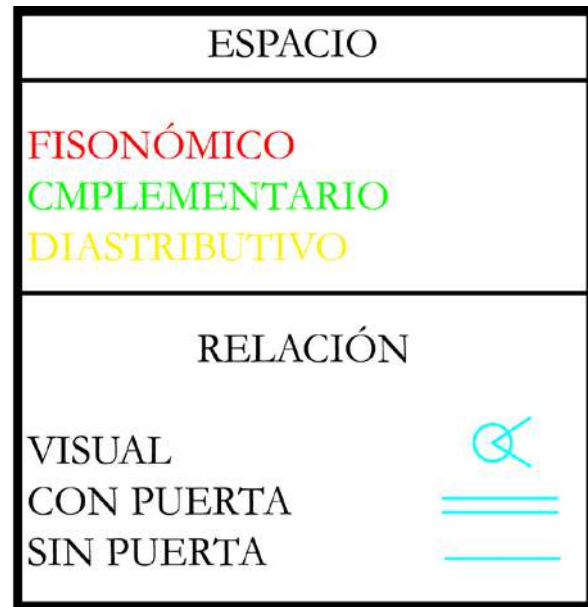 ESPACIO
FISONÓMICO
CMPLEMENTARIO
DIASTRIBUTIVO
RELACIÓN
VISUAL
CON PUERTA
SIN PUERTA